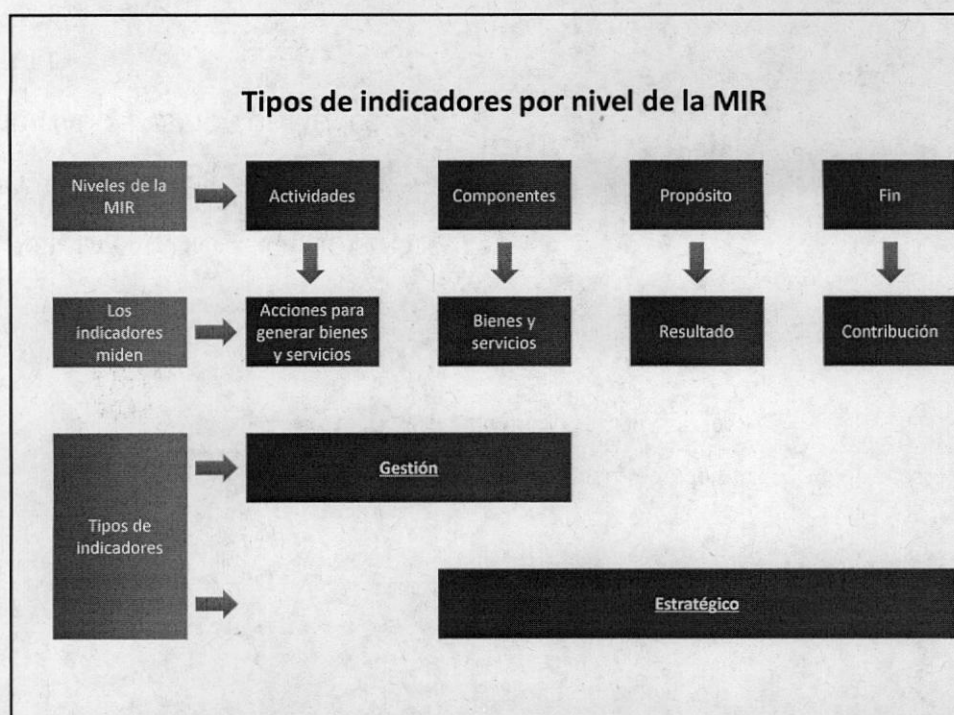 Tipos de indicadores por nivel de la MIR
Niveles de la
MIR
Actividades
Componentes
Propósito
Fin
Los
indicadores
miden
Acciones para
generar bienes
y servicios
Bienes y
servicios
Resultado
Contribución
Tipos de
indicadores
Gestión
Estratégico